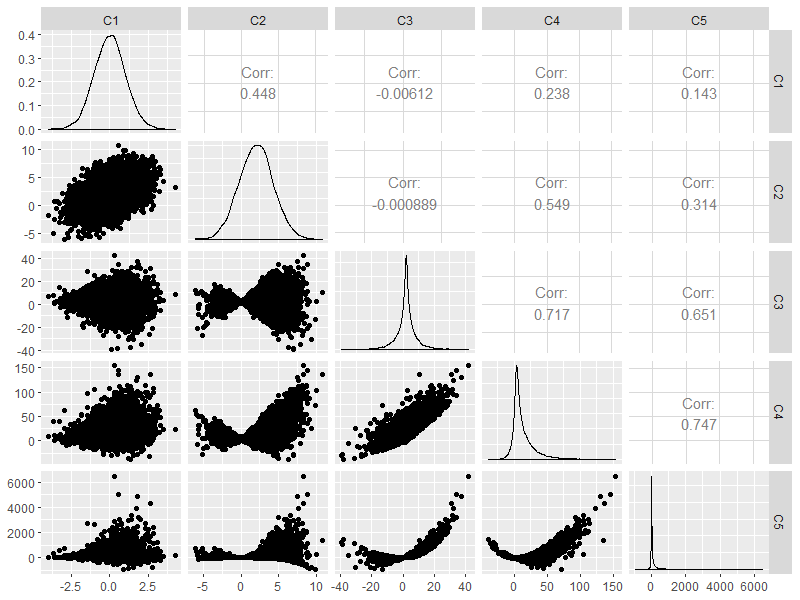 C1 C2 C3 C4 C5
0.4
0.3
0.2
0.1
0.0
Corr:
0.448
Corr:
-0.00612
Corr:
0.238
Corr:
0.143
C1
10
5
0
-5
Corr:
-0.000889
Corr:
0.549
Corr:
0.314
C2
40
20
0
-20
-40
Corr:
0.717
Corr:
0.651
C3
150
100
50
0
Corr:
0.747
C4
6000
4000
2000
0
C5
-2.5 0.0 2.5 -5 0 5 10 -40 -20 0 20 40 0 50 100 150 0 2000 4000 6000